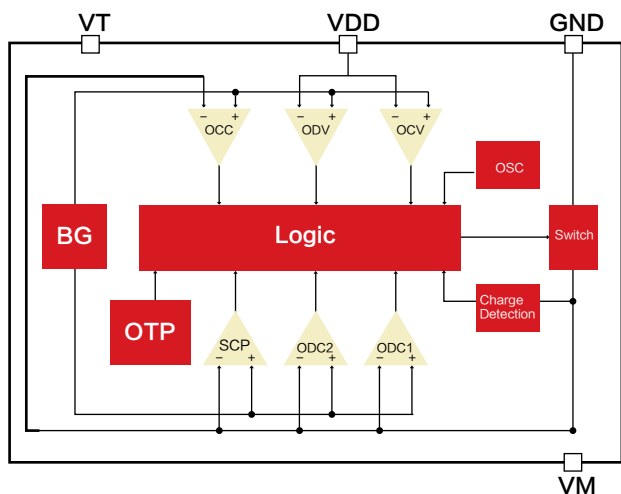 VT
VDD
GND
− +
OCC
− +
ODV
− +
OCV
OSC
BG
Logic
Switch
OTP
Charge
Detection
SCP
− +
ODC2
− +
ODC1
− +
VM